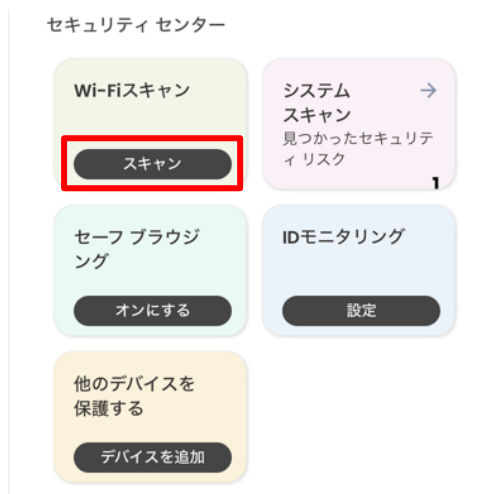 セキュリティ センター
Wi-Fiスキャン
スキャン
システム
スキャン
見つかったセキュリテ
ィ リスク
1
セーフ ブラウジ
ング
オンにする
IDモニタリング
設定
他のデバイスを
保護する
デバイスを追加